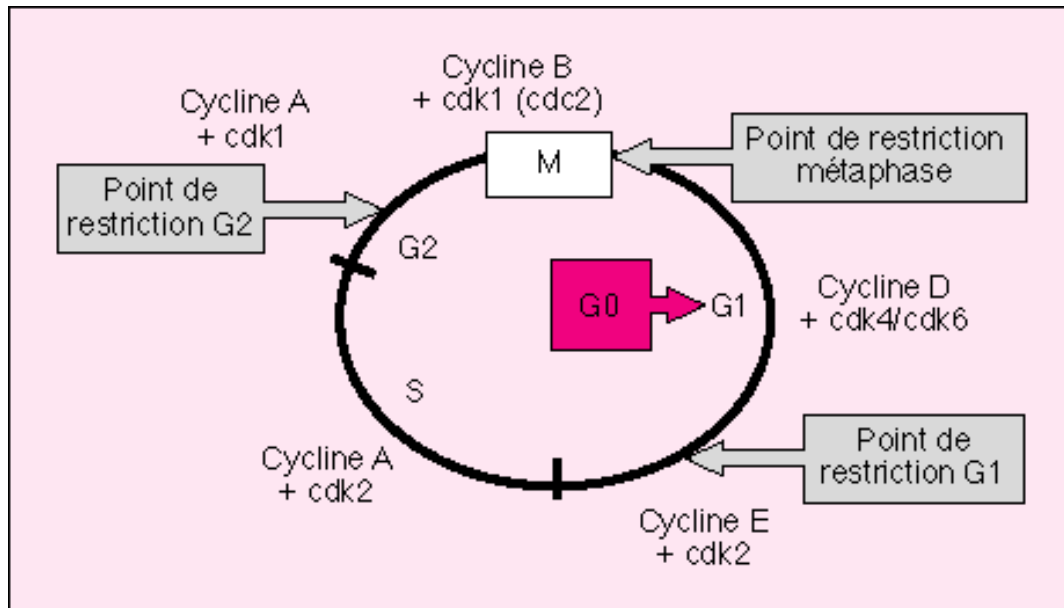 Cycline B
+ cdk1 (cdc2)
Cycline A
+ cdk1
Point de restriction
métaphase
M
Point de
restriction G2
G2
G0
G1
Cycline D
+ cdk4/cdk6
S
Point de
restriction G1
Cycline A
+ cdk2
Cycline E
+ cdk2